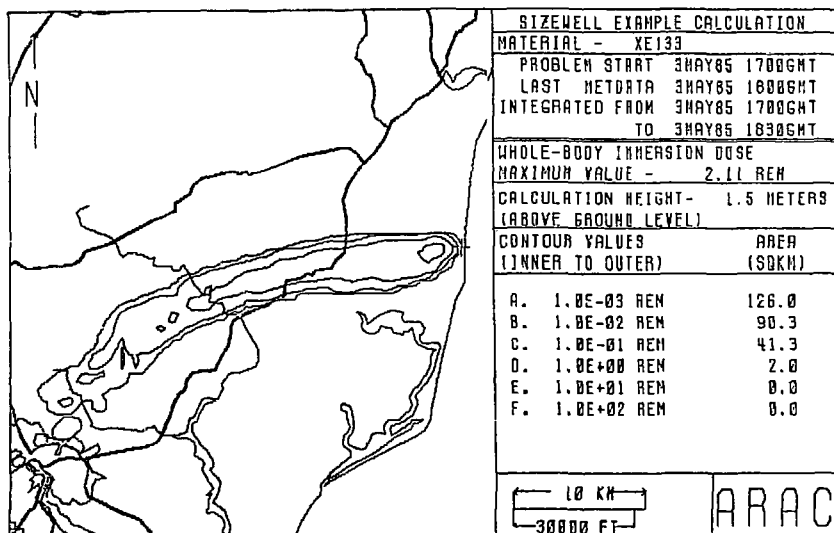 N
SIZEWELL EXAMPLE CALCULATION
MATERIAL - XE133
PROBLEM START 3MAY85 1700GMT
LAST METDATA 3MAY85 1800GMT
INTEGRATED FROM 3MAY85 1700GMT
TO 3MAY85 1830GMT
WHOLE-BODY IMMERSION DOSE
MAXIMUM VALUE - 2.11 REM
CALCULATION HEIGHT- 1.5 METERS
(ABOVE GROUND LEVEL)
CONTOUR VALUES AREA
(INNER TO OUTER) (SQKM)
A. 1.0E-03 REM 126.0
B. 1.0E-02 REM 90.3
C. 1.0E-01 REM 41.3
D. 1.0E+00 REM 2.0
E. 1.0E+01 REM 0.0
F. 1.0E+02 REM 0.0
10 KM
30000 FT
ARAC